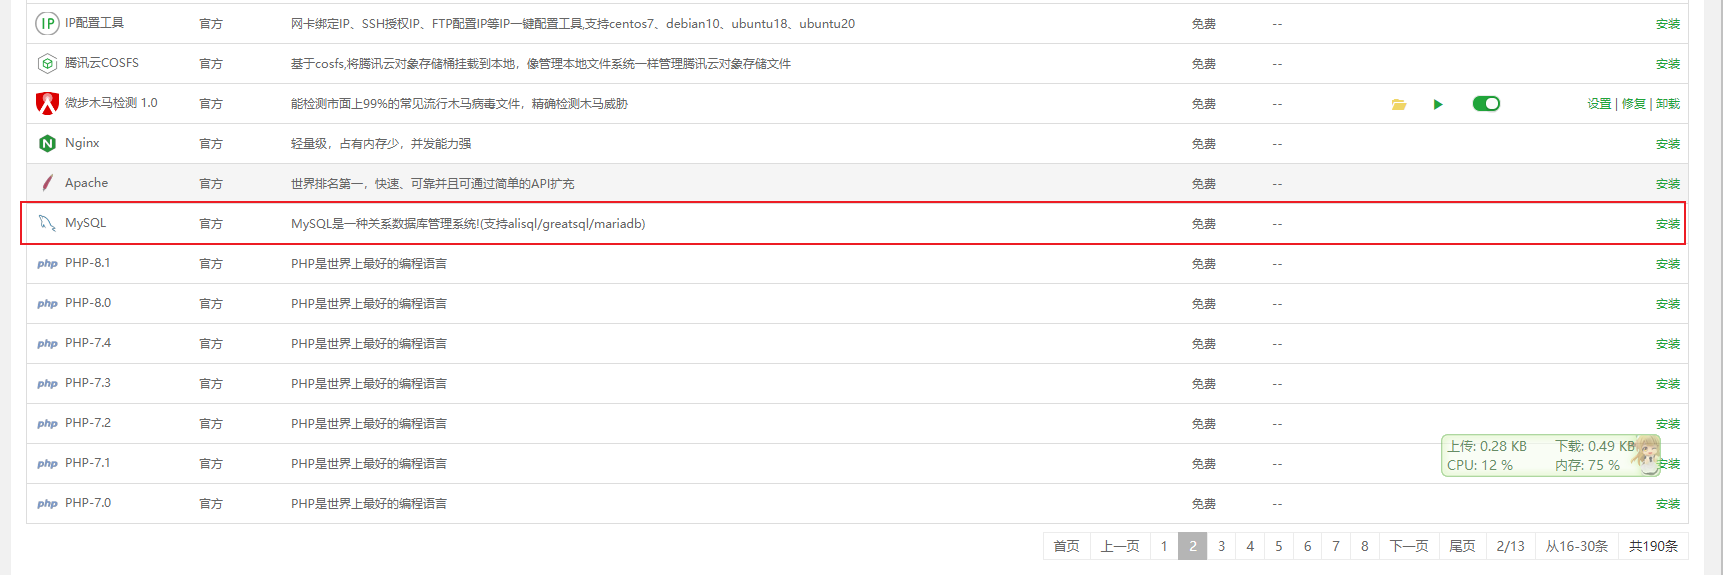 IP配置工具 官方 网卡绑定IP、SSH授权IP、FTP配置IP等IP一键配置工具,支持centos7、debian10、ubuntu18、ubuntu20 免费 -- 安装
腾讯云COSFS 官方 基于cosfs,将腾讯云对象存储桶挂载到本地，像管理本地文件系统一样管理腾讯云对象存储文件 免费 -- 安装
微步木马检测 1.0 官方 能检测市面上99%的常见流行木马病毒文件，精确检测木马威胁 免费 -- 设置 | 修复 | 卸载
Nginx 官方 轻量级，占有内存少，并发能力强 免费 -- 安装
Apache 官方 世界排名第一，快速、可靠并且可通过简单的API扩充 免费 -- 安装
MySQL 官方 MySQL是一种关系数据库管理系统!(支持alisql/greatsql/mariadb) 免费 -- 安装
php PHP-8.1 官方 PHP是世界上最好的编程语言 免费 -- 安装
php PHP-8.0 官方 PHP是世界上最好的编程语言 免费 -- 安装
php PHP-7.4 官方 PHP是世界上最好的编程语言 免费 -- 安装
php PHP-7.3 官方 PHP是世界上最好的编程语言 免费 -- 安装
php PHP-7.2 官方 PHP是世界上最好的编程语言 免费 -- 安装
上传: 0.28 KB 下载: 0.49 KB
CPU: 12 % 内存: 75 %
php PHP-7.1 官方 PHP是世界上最好的编程语言 免费 -- 安装
php PHP-7.0 官方 PHP是世界上最好的编程语言 免费 -- 安装
首页 上一页 1 2 3 4 5 6 7 8 下一页 尾页 2/13 从16-30条 共190条